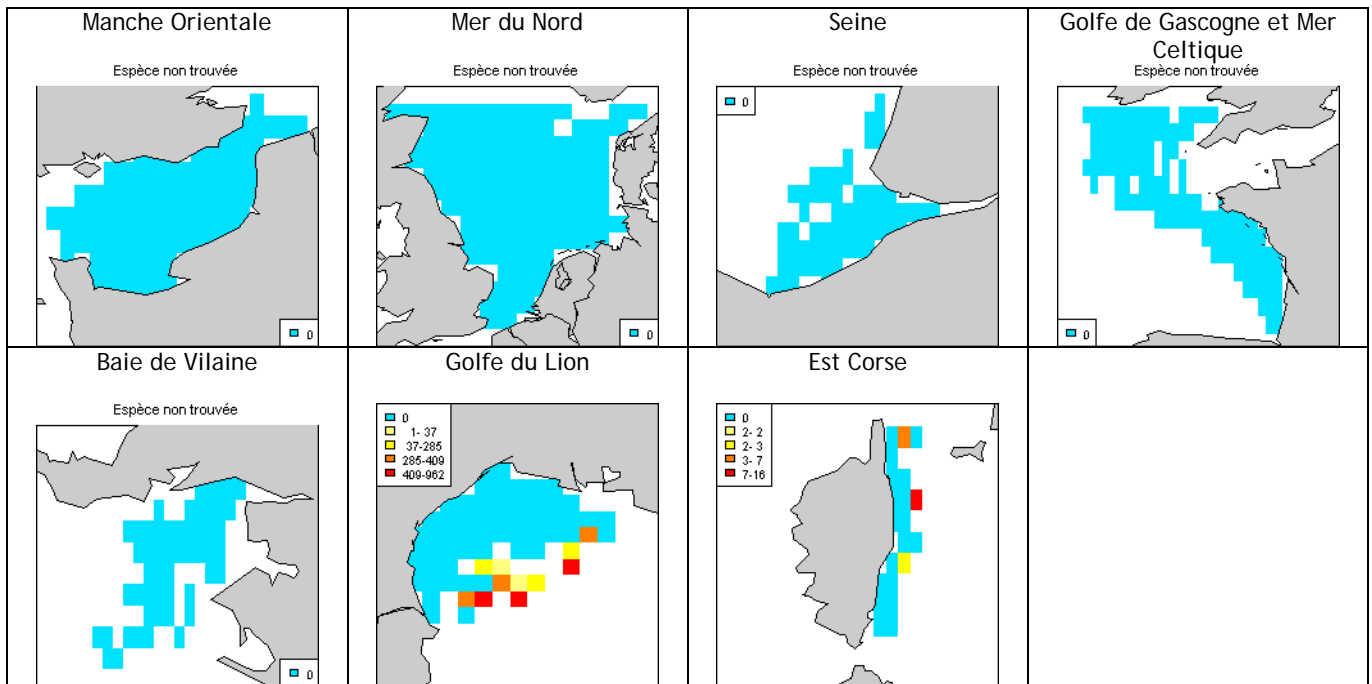 Manche Orientale
Espèce non trouvée
0
Mer du Nord
Espèce non trouvée
0
Seine
Espèce non trouvée
0
Golfe de Gascogne et Mer
Celtique
Espèce non trouvée
0
Baie de Vilaine
Espèce non trouvée
0
Golfe du Lion
0
1- 37
37-285
285-409
409-962
Est Corse
0
2- 2
2- 3
3- 7
7-16